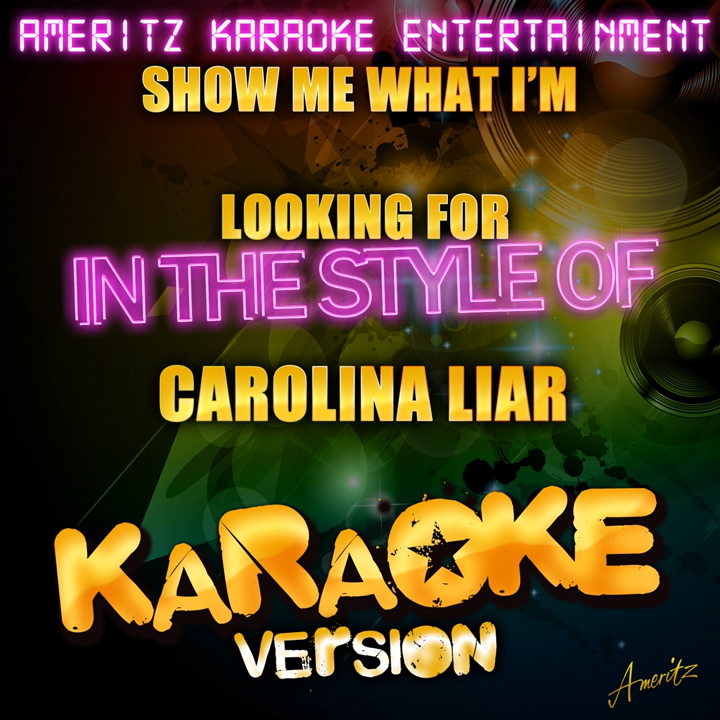 AMERITZ KARAOKE ENTERTAINMENT
SHOW ME WHAT I'M
LOOKING FOR
IN THE STYLE OF
CAROLINA LIAR
KARAOKE
VERSION
Ameritz